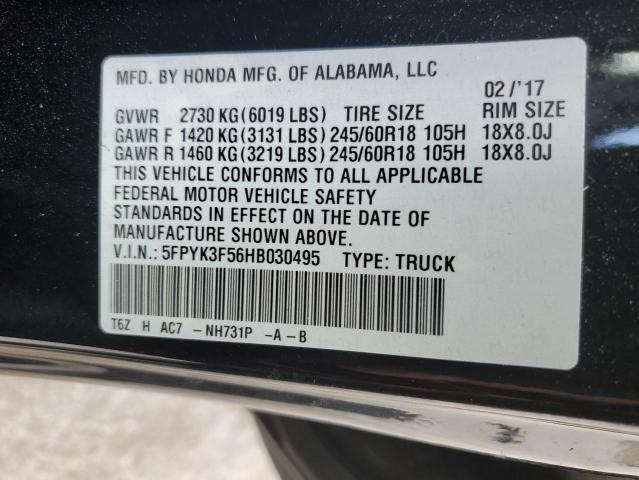 MFD. BY HONDA MFG. OF ALABAMA, LLC 02/'17
GVWR 2730 KG(6019 LBS) TIRE SIZE RIM SIZE
GAWR F 1420 KG(3131 LBS) 245/60R18 105H 18X8.0J
GAWR R 1460 KG(3219 LBS) 245/60R18 105H 18X8.0J
THIS VEHICLE CONFORMS TO ALL APPLICABLE
FEDERAL MOTOR VEHICLE SAFETY
STANDARDS IN EFFECT ON THE DATE OF
MANUFACTURE SHOWN ABOVE.
V.I.N.: 5FPYK3F56HB030495 TYPE: TRUCK
T6Z H AC7 -NH731P -A-B